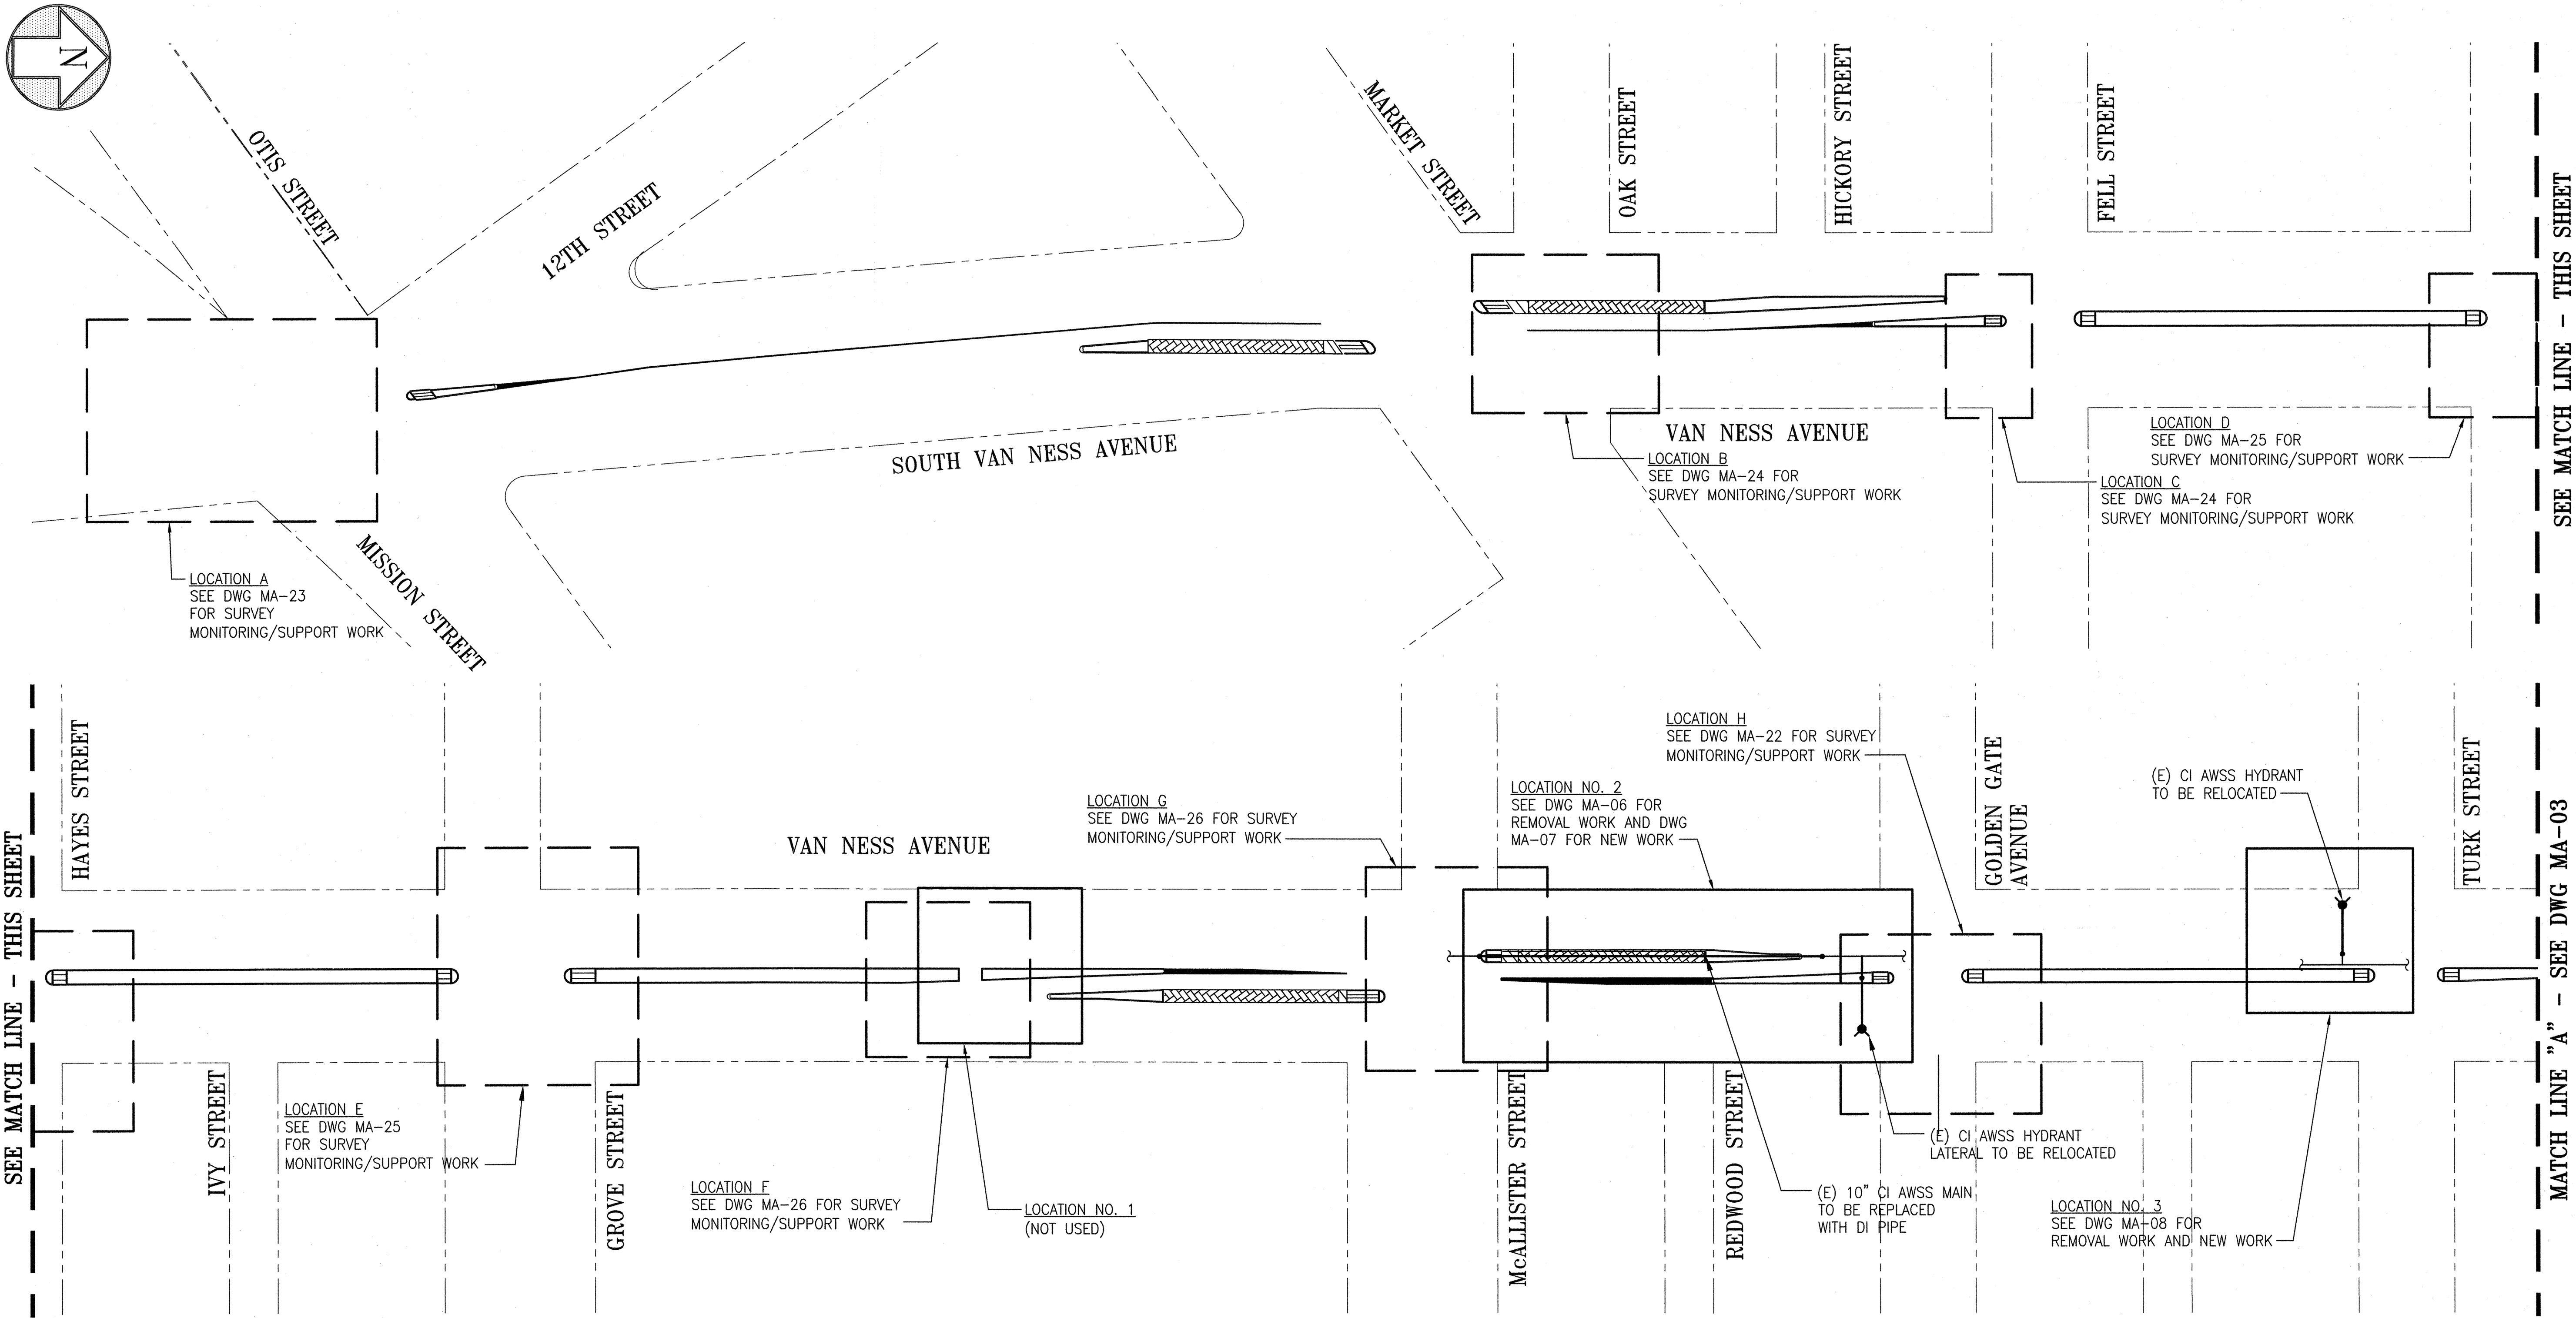 N
OTIS STREET
12TH STREET
MARKET STREET
OAK STREET
HICKORY STREET
FELL STREET
SEE MATCH LINE - THIS SHEET
SOUTH VAN NESS AVENUE
VAN NESS AVENUE
MISSION STREET
LOCATION A
SEE DWG MA-23
FOR SURVEY
MONITORING/SUPPORT WORK
LOCATION B
SEE DWG MA-24 FOR
SURVEY MONITORING/SUPPORT WORK
LOCATION D
SEE DWG MA-25 FOR
SURVEY MONITORING/SUPPORT WORK
LOCATION C
SEE DWG MA-24 FOR
SURVEY MONITORING/SUPPORT WORK
SEE MATCH LINE - THIS SHEET
HAYES STREET
IVY STREET
LOCATION E
SEE DWG MA-25
FOR SURVEY
MONITORING/SUPPORT WORK
GROVE STREET
VAN NESS AVENUE
LOCATION F
SEE DWG MA-26 FOR SURVEY
MONITORING/SUPPORT WORK
LOCATION NO. 1
(NOT USED)
LOCATION G
SEE DWG MA-26 FOR SURVEY
MONITORING/SUPPORT WORK
LOCATION NO. 2
SEE DWG MA-06 FOR
REMOVAL WORK AND DWG
MA-07 FOR NEW WORK
LOCATION H
SEE DWG MA-22 FOR SURVEY
MONITORING/SUPPORT WORK
McALLISTER STREET
REDWOOD STREET
GOLDEN GATE
AVENUE
(E) CI AWSS HYDRANT
TO BE RELOCATED
TURK STREET
(E) CI AWSS HYDRANT
LATERAL TO BE RELOCATED
(E) 10" CI AWSS MAIN
TO BE REPLACED
WITH DI PIPE
LOCATION NO. 3
SEE DWG MA-08 FOR
REMOVAL WORK AND NEW WORK
MATCH LINE "A" - SEE DWG MA-03